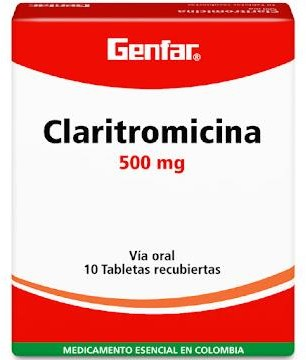 Genfar®
Claritromicina
500 mg
Vía oral
10 Tabletas recubiertas
MEDICAMENTO ESENCIAL EN COLOMBIA